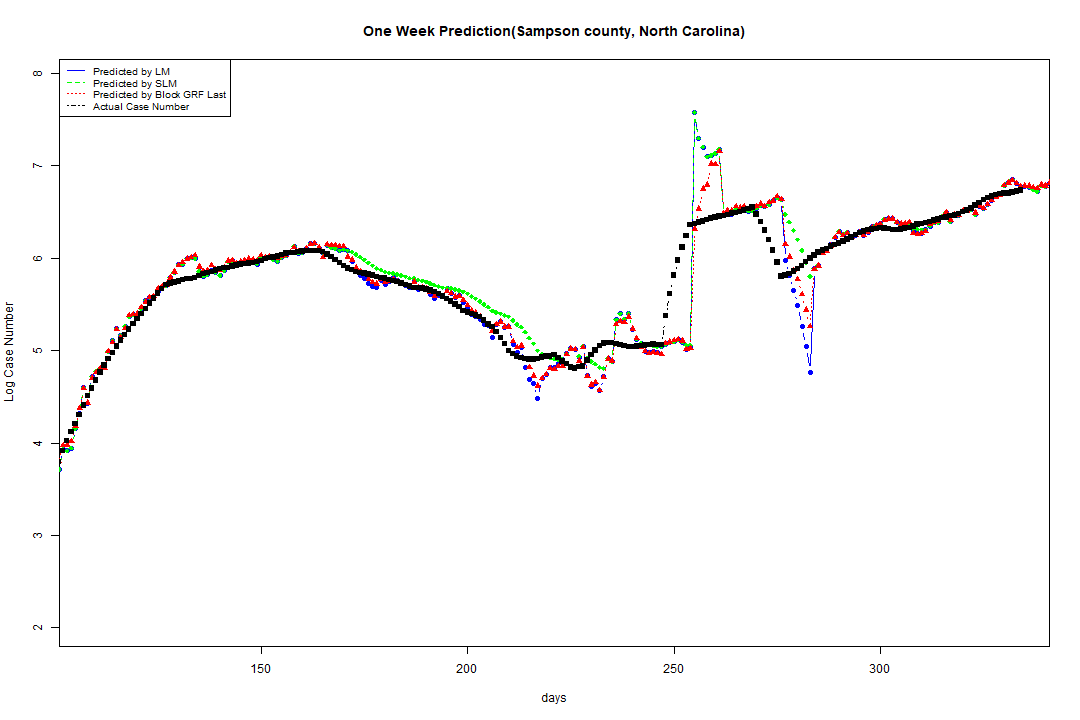 One Week Prediction(Sampson county, North Carolina)
Predicted by LM
Predicted by SLM
Predicted by Block GRF Last
Actual Case Number
8
7
6
5
4
3
2
Log Case Number
150
200
250
300
days